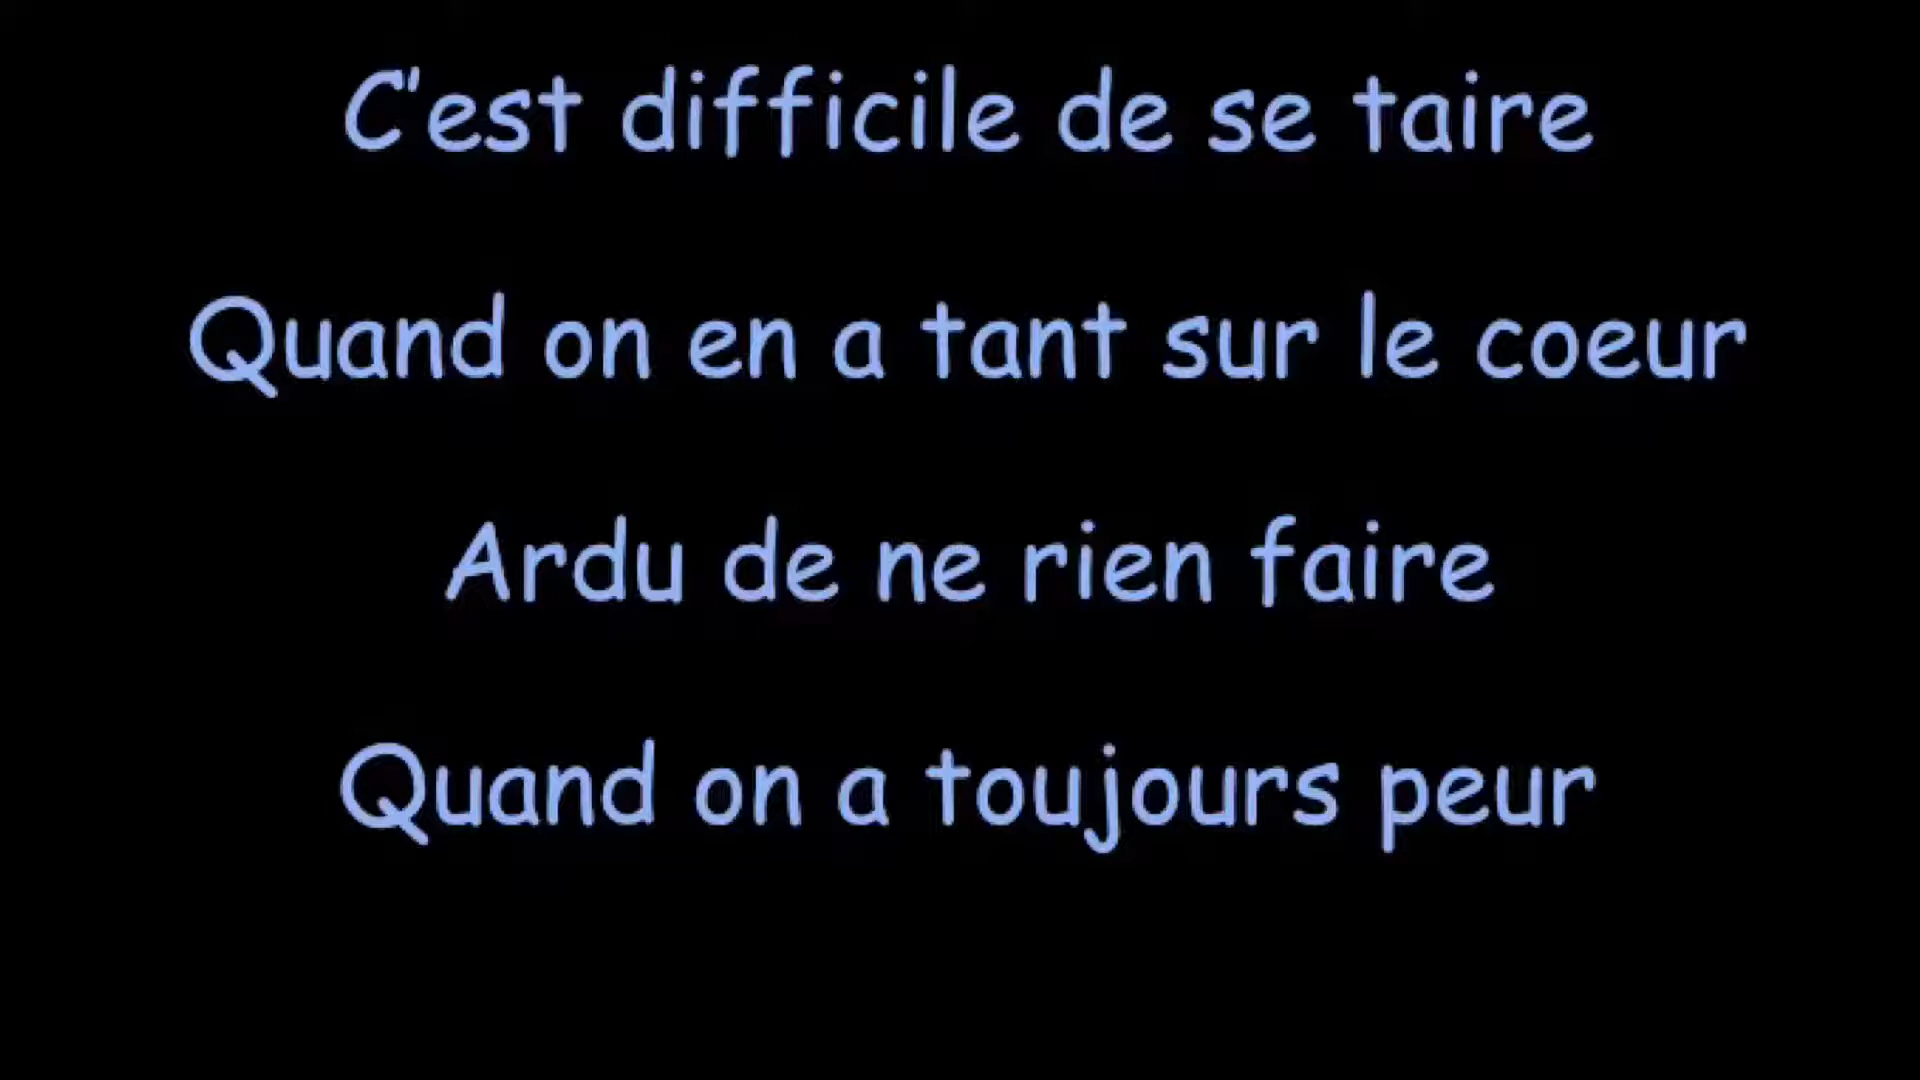 C'est difficile de se taire
Quand on en a tant sur le coeur
Ardu de ne rien faire
Quand on a toujours peur